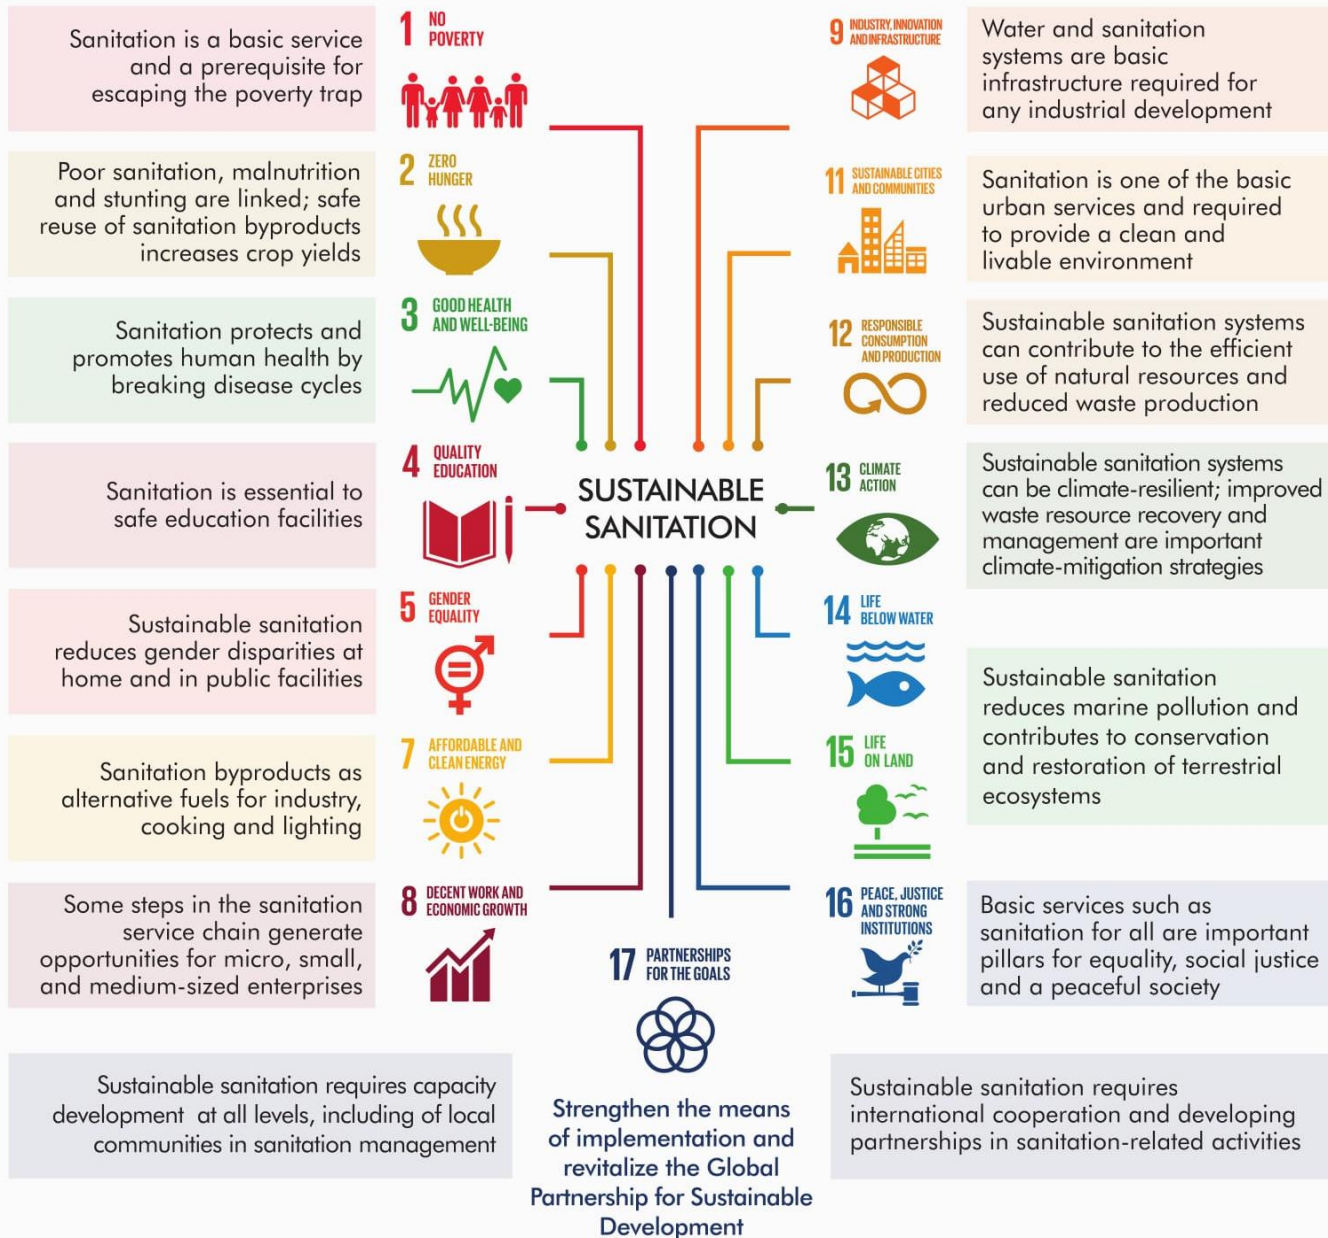 Sanitation is a basic service
and a prerequisite for
escaping the poverty trap
1 NO
POVERTY
Poor sanitation, malnutrition
and stunting are linked; safe
reuse of sanitation byproducts
increases crop yields
2 ZERO
HUNGER
Sanitation protects and
promotes human health by
breaking disease cycles
3 GOOD HEALTH
AND WELL-BEING
Sanitation is essential to
safe education facilities
4 QUALITY
EDUCATION
Sustainable sanitation
reduces gender disparities at
home and in public facilities
5 GENDER
EQUALITY
Sanitation byproducts as
alternative fuels for industry,
cooking and lighting
7 AFFORDABLE AND
CLEAN ENERGY
Some steps in the sanitation
service chain generate
opportunities for micro, small,
and medium-sized enterprises
8 DECENT WORK AND
ECONOMIC GROWTH
SUSTAINABLE
SANITATION
9 INDUSTRY, INNOVATION
AND INFRASTRUCTURE
Water and sanitation
systems are basic
infrastructure required for
any industrial development
11 SUSTAINABLE CITIES
AND COMMUNITIES
Sanitation is one of the basic
urban services and required
to provide a clean and
livable environment
12 RESPONSIBLE
CONSUMPTION
AND PRODUCTION
Sustainable sanitation systems
can contribute to the efficient
use of natural resources and
reduced waste production
13 CLIMATE
ACTION
Sustainable sanitation systems
can be climate-resilient; improved
waste resource recovery and
management are important
climate-mitigation strategies
14 LIFE
BELOW WATER
15 LIFE
ON LAND
Sustainable sanitation
reduces marine pollution and
contributes to conservation
and restoration of terrestrial
ecosystems
16 PEACE, JUSTICE
AND STRONG
INSTITUTIONS
Basic services such as
sanitation for all are important
pillars for equality, social justice
and a peaceful society
17 PARTNERSHIPS
FOR THE GOALS
Sustainable sanitation requires capacity
development at all levels, including of local
communities in sanitation management
Strengthen the means
of implementation and
revitalize the Global
Partnership for Sustainable
Development
Sustainable sanitation requires
international cooperation and developing
partnerships in sanitation-related activities